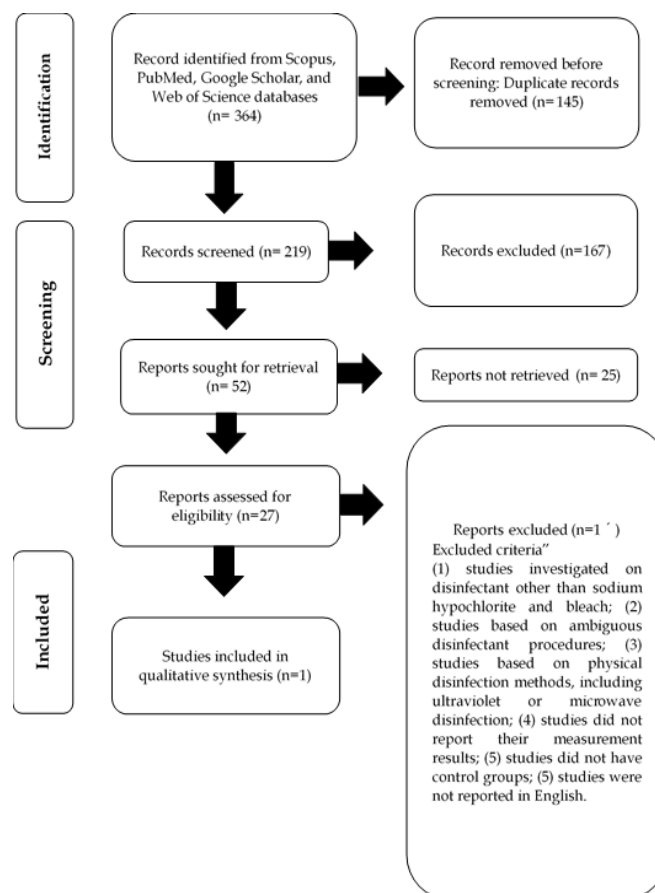 Identification
Record identified from Scopus,
PubMed, Google Scholar, and
Web of Science databases
(n= 364)
Record removed before
screening: Duplicate records
removed (n= 145)
Screening
Records screened (n= 219)
Records excluded (n=167)
Reports sought for retrieval
(n= 52)
Reports not retrieved (n= 25)
Reports assessed for
eligibility (n=27)
Reports excluded (n=1 ´ )
Excluded criteria”
(1) studies investigated on
disinfectant other than sodium
hypochlorite and bleach; (2)
studies based on ambiguous
disinfectant procedures; (3)
studies based on physical
disinfection methods, including
ultraviolet or microwave
disinfection; (4) studies did not
report their measurement
results; (5) studies did not have
control groups; (5) studies were
not reported in English.
Included
Studies included in
qualitative synthesis (n=1)